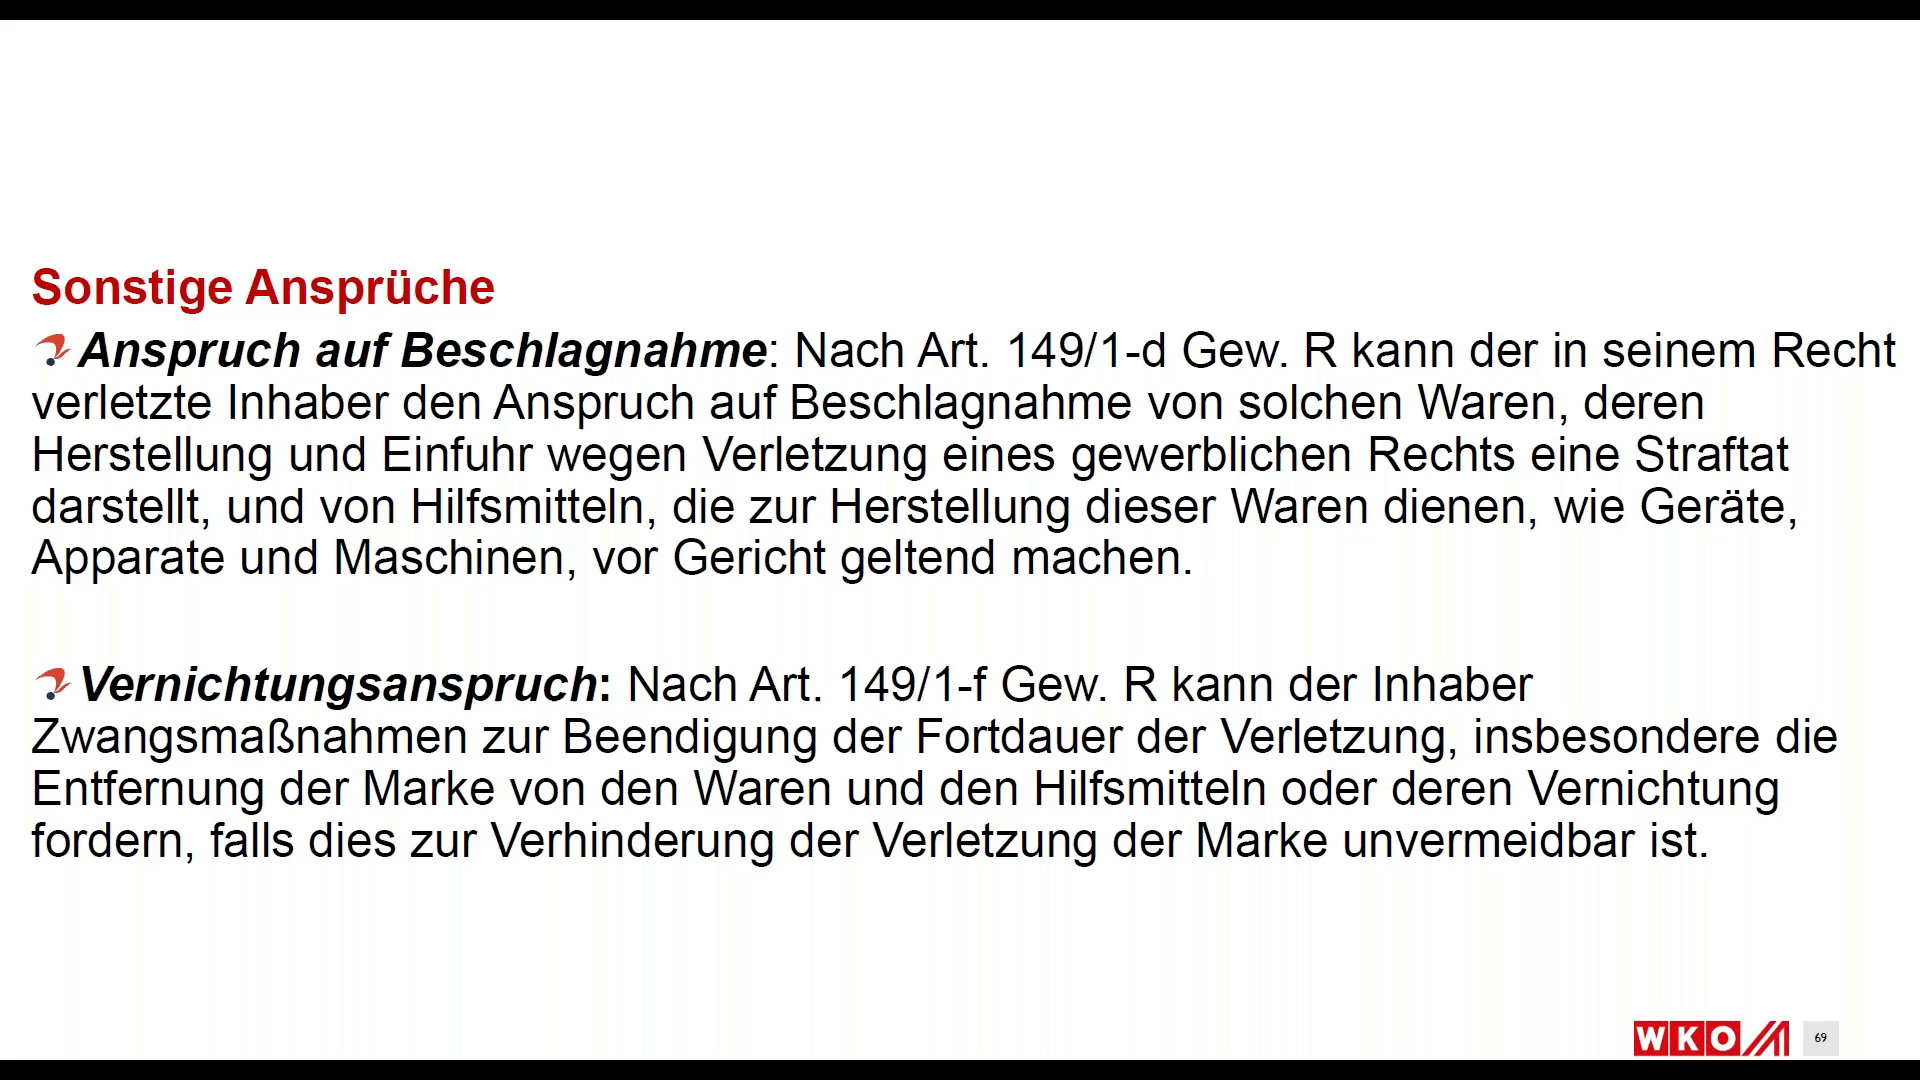 Sonstige Ansprüche
Anspruch auf Beschlagnahme: Nach Art. 149/1-d Gew. R kann der in seinem Recht
verletzte Inhaber den Anspruch auf Beschlagnahme von solchen Waren, deren
Herstellung und Einfuhr wegen Verletzung eines gewerblichen Rechts eine Straftat
darstellt, und von Hilfsmitteln, die zur Herstellung dieser Waren dienen, wie Geräte,
Apparate und Maschinen, vor Gericht geltend machen.
Vernichtungsanspruch: Nach Art. 149/1-f Gew. R kann der Inhaber
Zwangsmaßnahmen zur Beendigung der Fortdauer der Verletzung, insbesondere die
Entfernung der Marke von den Waren und den Hilfsmitteln oder deren Vernichtung
fordern, falls dies zur Verhinderung der Verletzung der Marke unvermeidbar ist.
WKO 69